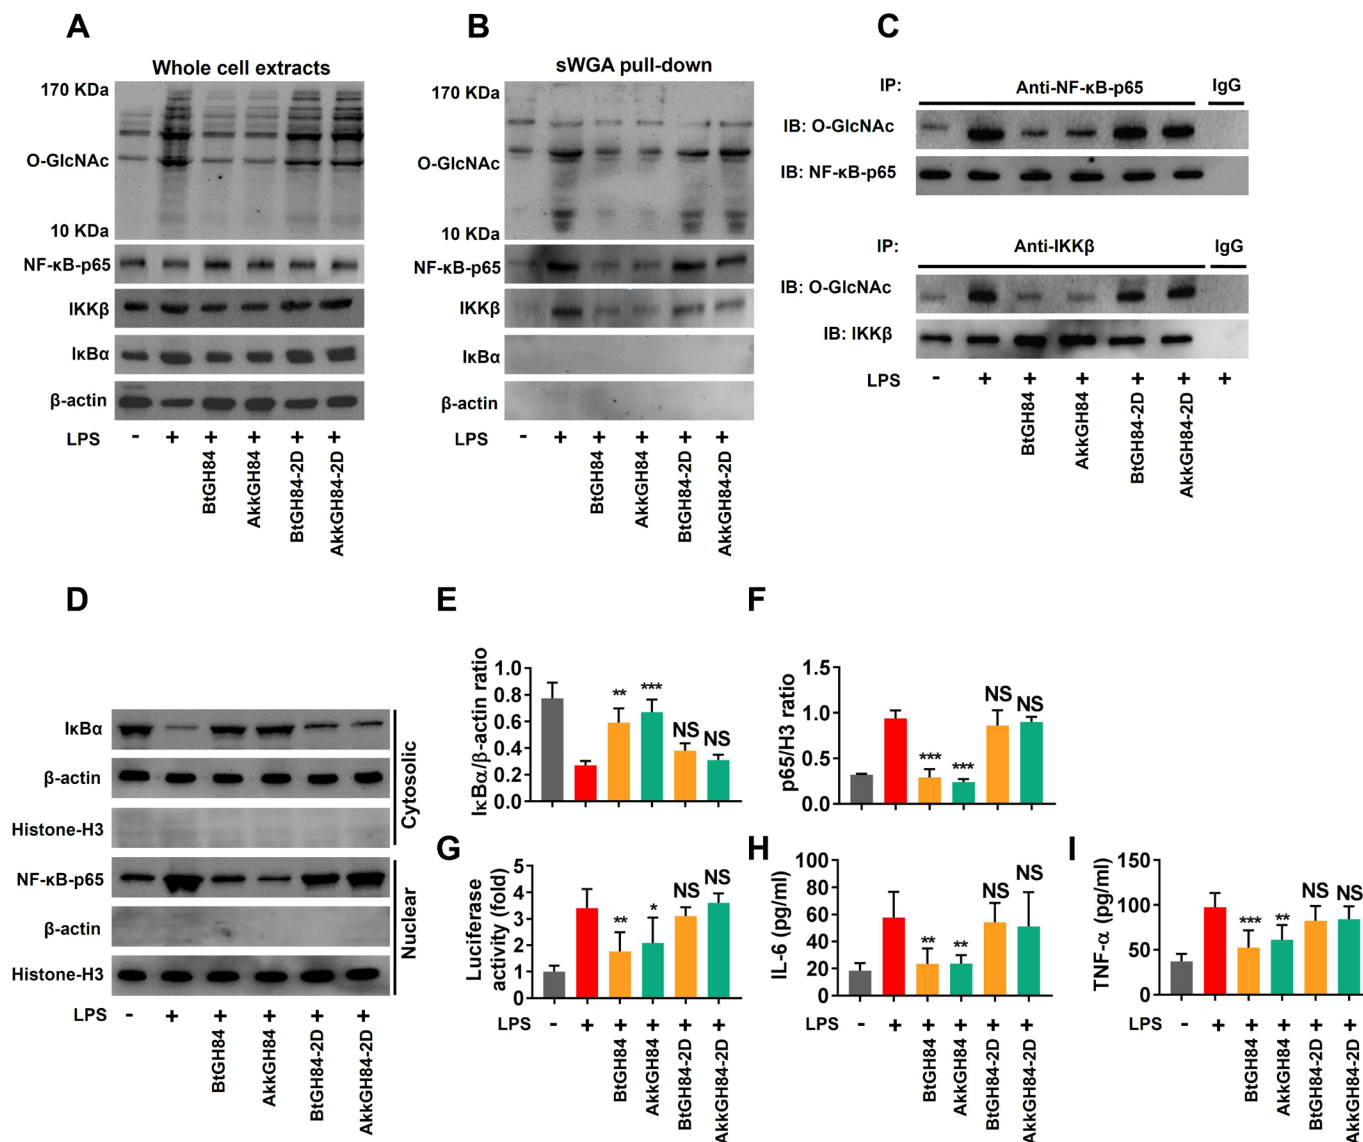 A
Whole cell extracts
170 KDa
O-GlcNAc
10 KDa
NF-κB-p65
IKKβ
IκBα
β-actin
LPS - + + + + +
BtGH84
AkkGH84
BtGH84-2D
AkkGH84-2D
B
sWGA pull-down
170 KDa
O-GlcNAc
10 KDa
NF-κB-p65
IKKβ
IκBα
β-actin
LPS - + + + + +
BtGH84
AkkGH84
BtGH84-2D
AkkGH84-2D
C
IP: Anti-NF-κB-p65 IgG
IB: O-GlcNAc
IB: NF-κB-p65
IP: Anti-IKKβ IgG
IB: O-GlcNAc
IB: IKKβ
LPS - + + + + + +
BtGH84
AkkGH84
BtGH84-2D
AkkGH84-2D
D
IκBα
β-actin
Histone-H3
Cytosolic
NF-κB-p65
β-actin
Histone-H3
Nuclear
LPS - + + + + +
BtGH84
AkkGH84
BtGH84-2D
AkkGH84-2D
E
IκBα/β-actin ratio
1.0
0.8
0.6
0.4
0.2
0.0
** *** NS NS
F
p65/H3 ratio
1.5
1.0
0.5
0.0
*** *** NS NS
G
Luciferase
activity (fold)
5
4
3
2
1
0
** * NS NS
LPS - + + + + +
BtGH84
AkkGH84
BtGH84-2D
AkkGH84-2D
H
IL-6 (pg/ml)
100
80
60
40
20
0
** ** NS NS
LPS - + + + + +
BtGH84
AkkGH84
BtGH84-2D
AkkGH84-2D
I
TNF-α (pg/ml)
150
100
50
0
*** ** NS NS
LPS - + + + + +
BtGH84
AkkGH84
BtGH84-2D
AkkGH84-2D